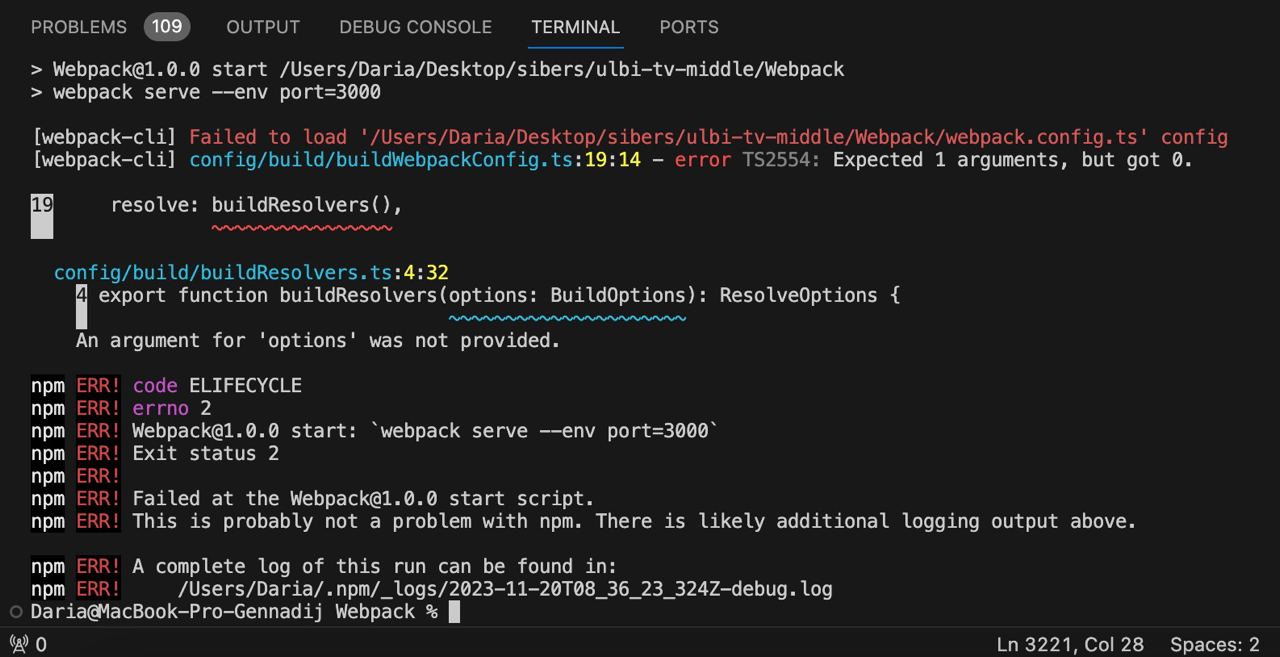 PROBLEMS 109 OUTPUT DEBUG CONSOLE TERMINAL PORTS
> Webpack@1.0.0 start /Users/Daria/Desktop/sibers/ulbi-tv-middle/Webpack
> webpack serve --env port=3000
[webpack-cli] Failed to load '/Users/Daria/Desktop/sibers/ulbi-tv-middle/Webpack/webpack.config.ts' config
[webpack-cli] config/build/buildWebpackConfig.ts:19:14 - error TS2554: Expected 1 arguments, but got 0.
19     resolve: buildResolvers(),
config/build/buildResolvers.ts:4:32
4 export function buildResolvers(options: BuildOptions): ResolveOptions {
An argument for 'options' was not provided.
npm ERR! code ELIFECYCLE
npm ERR! errno 2
npm ERR! Webpack@1.0.0 start: `webpack serve --env port=3000`
npm ERR! Exit status 2
npm ERR!
npm ERR! Failed at the Webpack@1.0.0 start script.
npm ERR! This is probably not a problem with npm. There is likely additional logging output above.
npm ERR! A complete log of this run can be found in:
npm ERR!     /Users/Daria/.npm/_logs/2023-11-20T08_36_23_324Z-debug.log
Daria@MacBook-Pro-Gennadij Webpack %
0 Ln 3221, Col 28 Spaces: 2